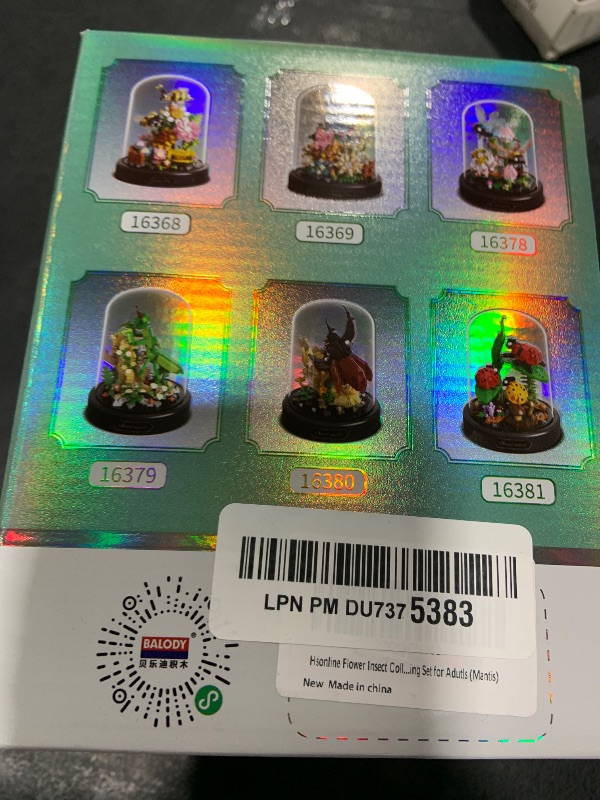 16368
16369
16378
16379
16380
16381
LPN PM DU737 5383
BALODY®
贝乐迪积木
Hsonline Flower Insect Coll...ing Set for Adutls (Mantis)
New Made in china